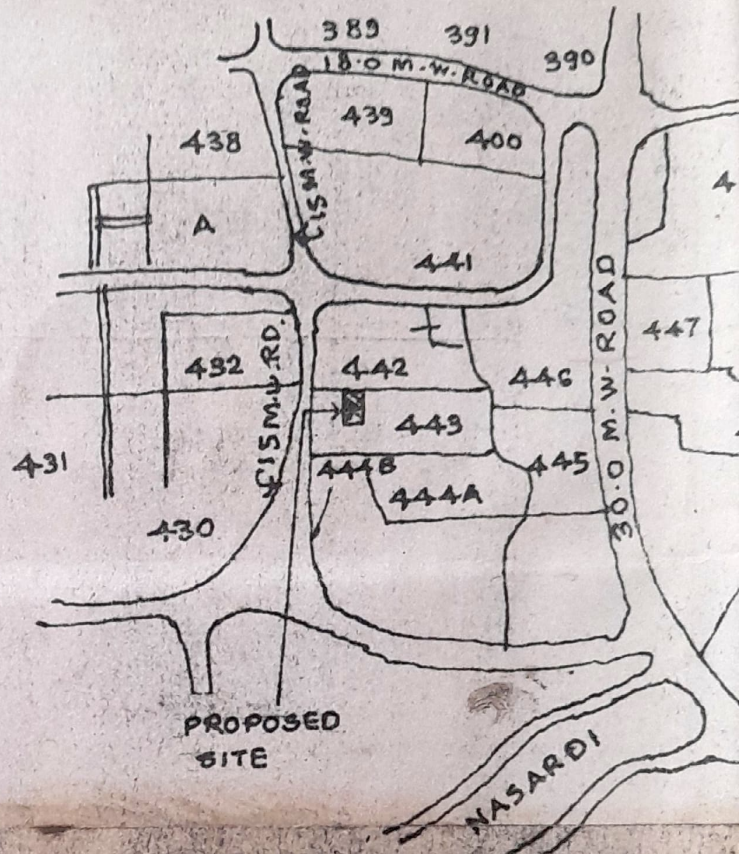 389
391
390
18.0 M.W. ROAD
439
400
438
C 15 M.W. ROAD
A
4
441
30.0 M.W. ROAD
447
432
C 15 M.W. RD.
442
446
443
431
444B
445
444A
430
PROPOSED
SITE
NASARDI